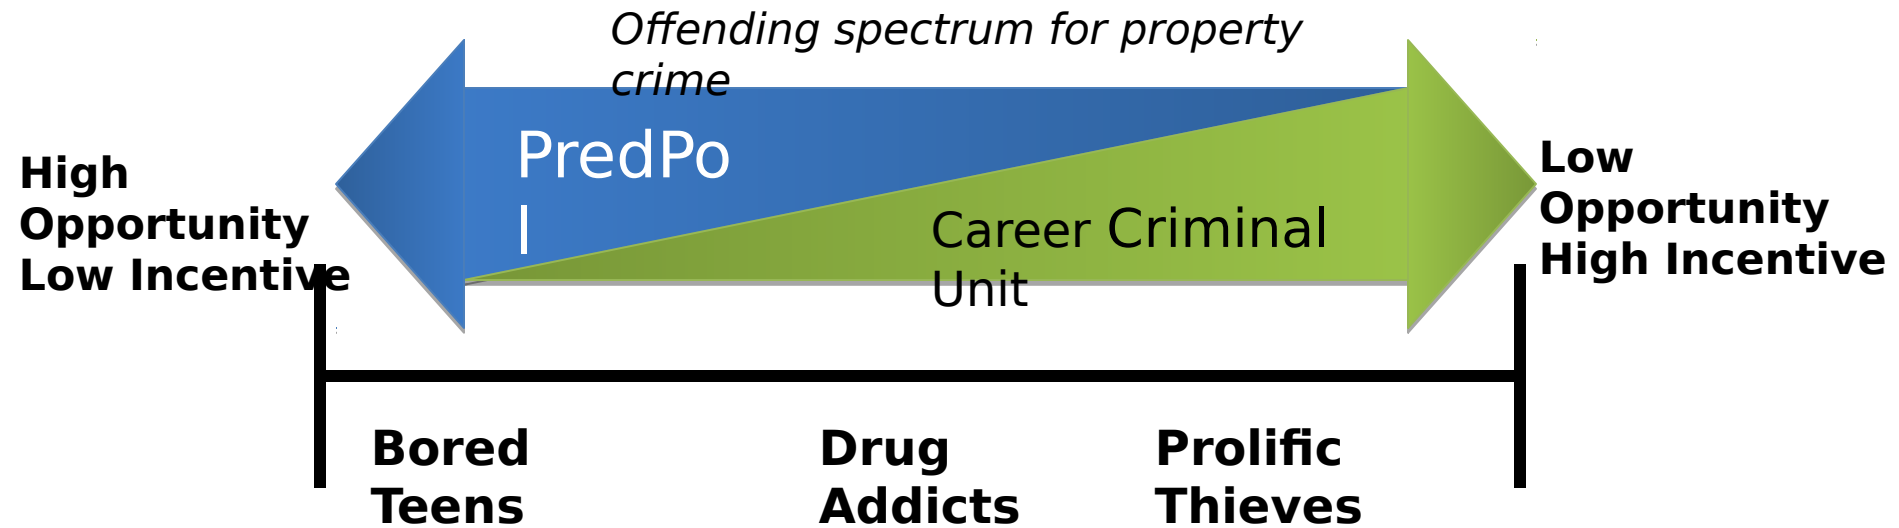 Offending spectrum for property
crime
High
Opportunity
Low Incentive
PredPo
l
Career Criminal
Unit
Low
Opportunity
High Incentive
Bored
Teens
Drug
Addicts
Prolific
Thieves